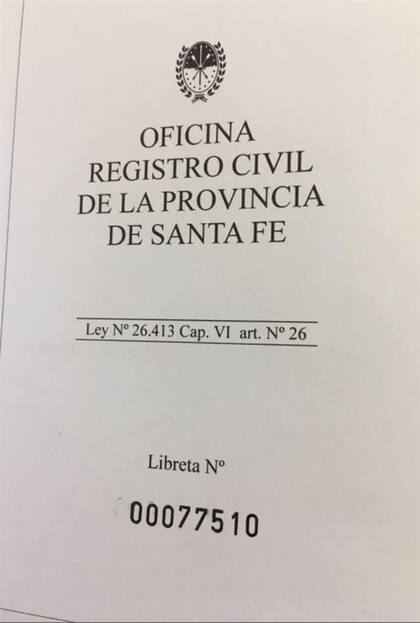 OFICINA
REGISTRO CIVIL
DE LA PROVINCIA
DE SANTA FE
Ley Nº 26.413 Cap. VI art. Nº 26
Libreta Nº
00077510